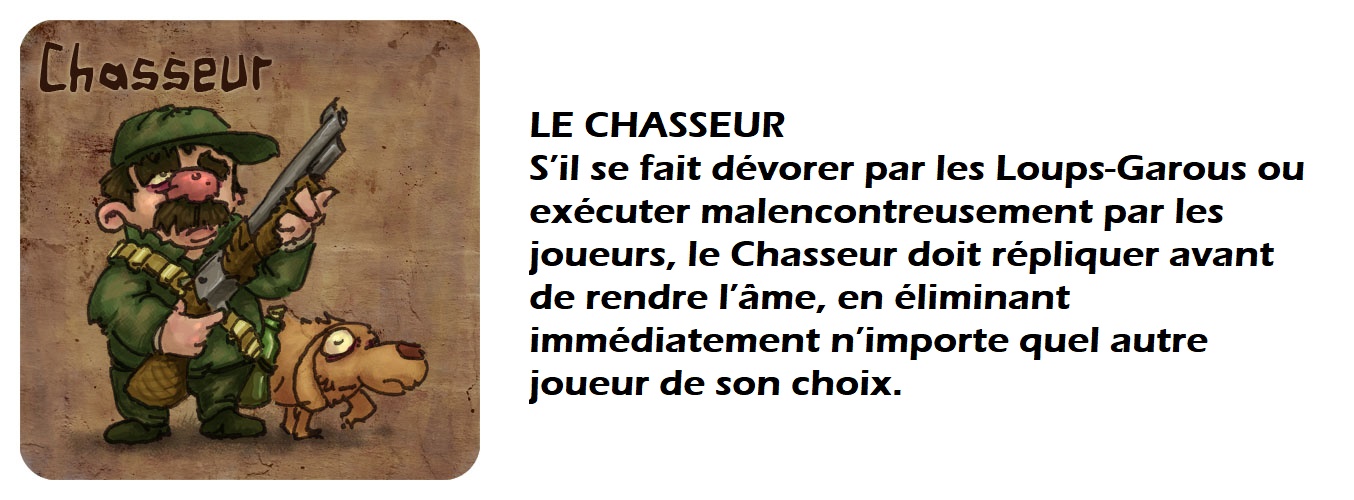 Chasseur
LE CHASSEUR
S’il se fait dévorer par les Loups-Garous ou
exécuter malencontreusement par les
joueurs, le Chasseur doit répliquer avant
de rendre l’âme, en éliminant
immédiatement n’importe quel autre
joueur de son choix.